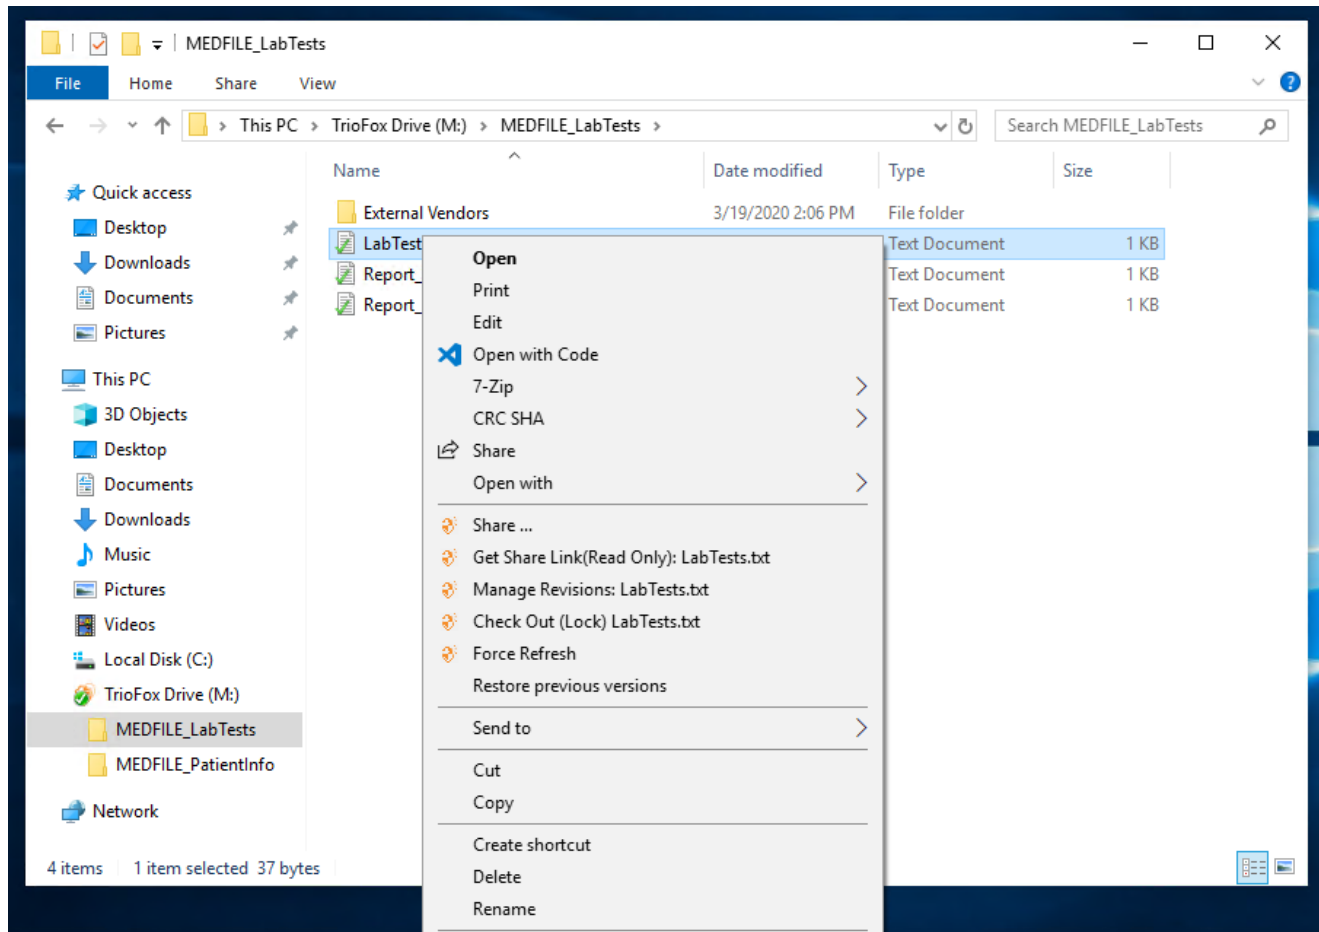 MEDFILE_LabTests
File Home Share View
This PC TrioFox Drive (M:) MEDFILE_LabTests Search MEDFILE_LabTests
Name Date modified Type Size
Quick access
Desktop
Downloads
Documents
Pictures
This PC
3D Objects
Desktop
Documents
Downloads
Music
Pictures
Videos
Local Disk (C:)
TrioFox Drive (M:)
MEDFILE_LabTests
MEDFILE_PatientInfo
Network
External Vendors 3/19/2020 2:06 PM File folder
LabTest Text Document 1 KB
Report_ Text Document 1 KB
Report_ Text Document 1 KB
Open
Print
Edit
Open with Code
7-Zip
CRC SHA
Share
Open with
Share ...
Get Share Link(Read Only): LabTests.txt
Manage Revisions: LabTests.txt
Check Out (Lock) LabTests.txt
Force Refresh
Restore previous versions
Send to
Cut
Copy
Create shortcut
Delete
Rename
4 items 1 item selected 37 bytes